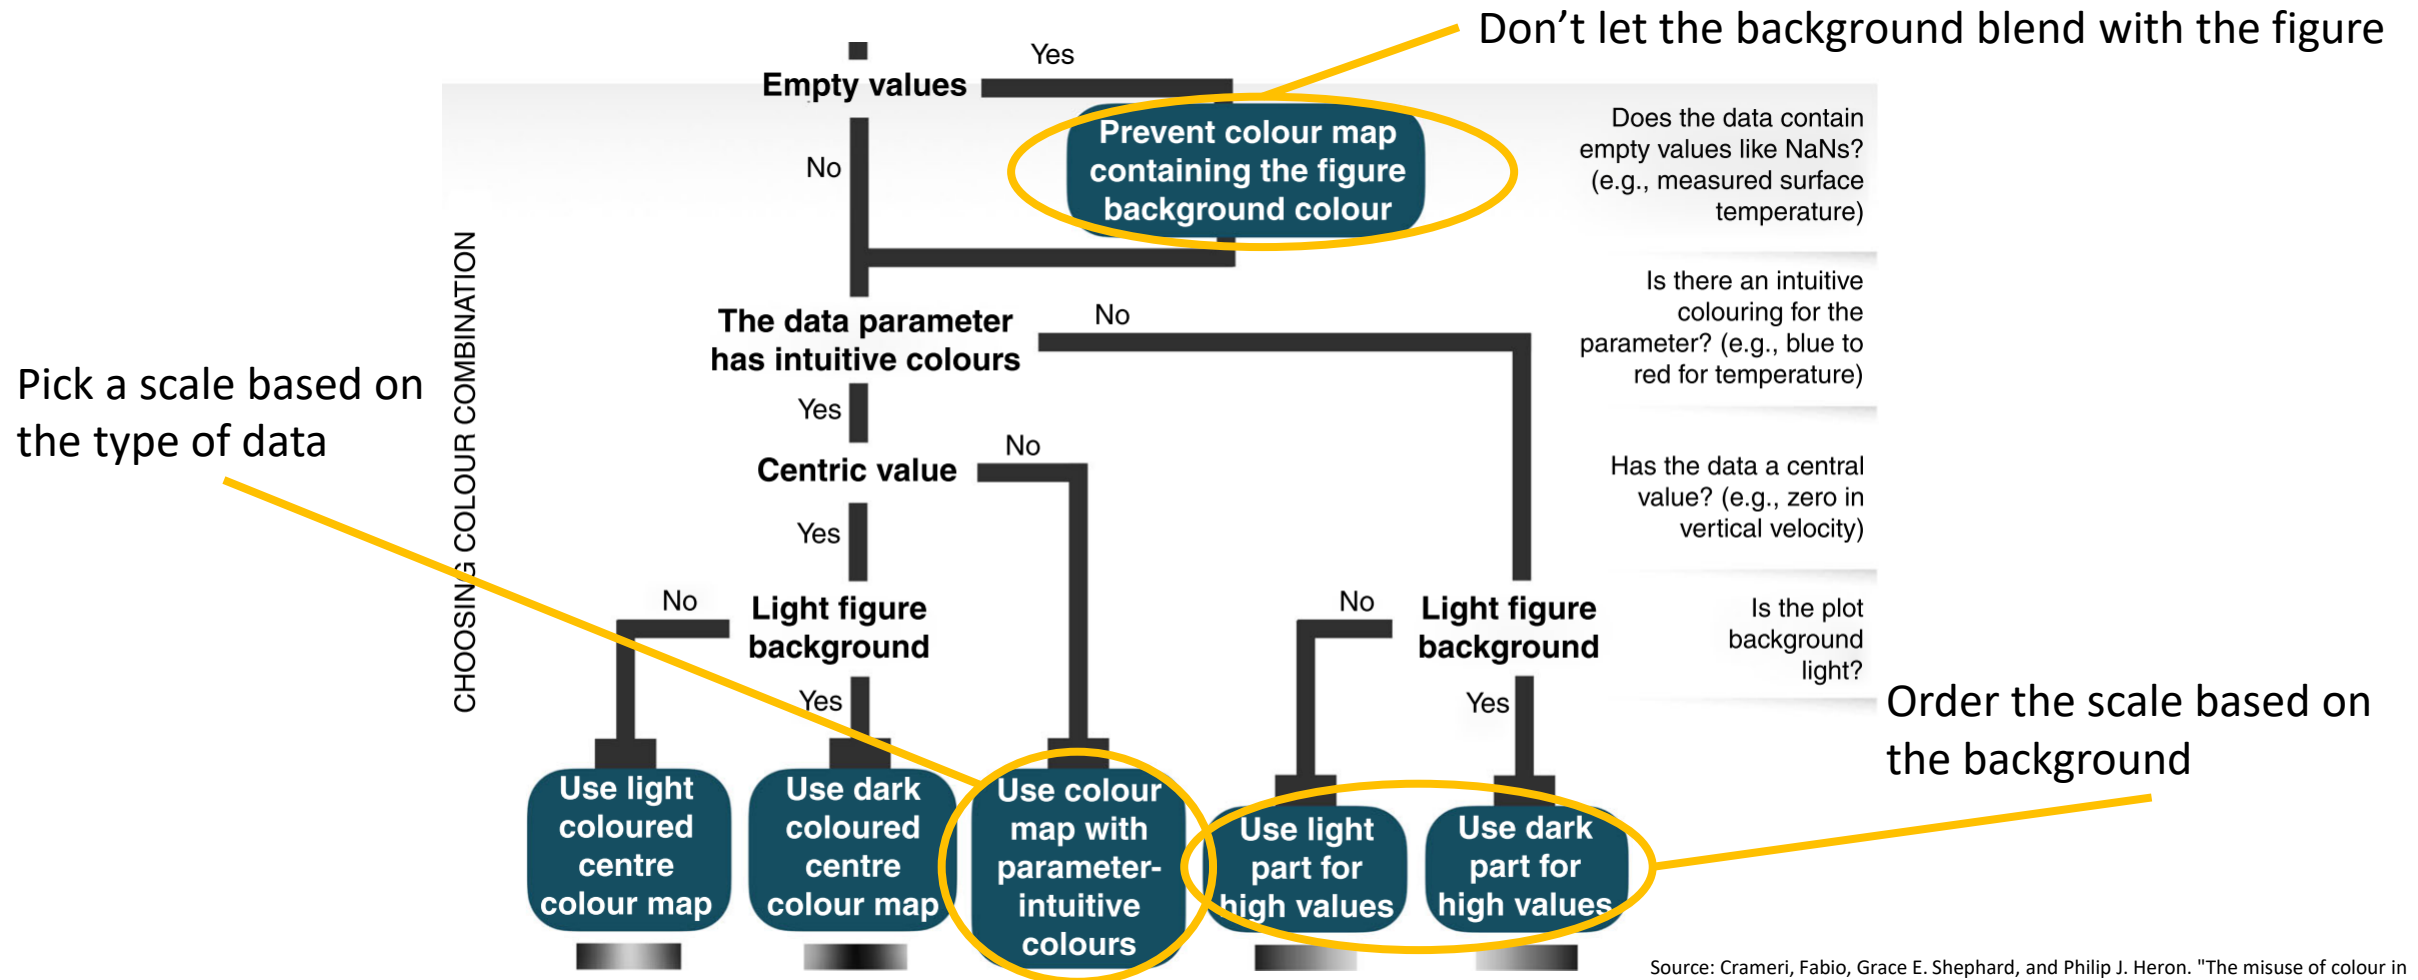 Don’t let the background blend with the figure
Yes
Empty values
Prevent colour map
containing the figure
background colour
Does the data contain
empty values like NaNs?
(e.g., measured surface
temperature)
No
CHOOSING COLOUR COMBINATION
The data parameter
has intuitive colours
No
Is there an intuitive
colouring for the
parameter? (e.g., blue to
red for temperature)
Pick a scale based on
the type of data
Yes
Centric value
No
Has the data a central
value? (e.g., zero in
vertical velocity)
Yes
No
Light figure
background
No
Light figure
background
Is the plot
background
light?
Yes
Yes
Order the scale based on
the background
Use light
coloured
centre
colour map
Use dark
coloured
centre
colour map
Use colour
map with
parameter-
intuitive
colours
Use light
part for
high values
Use dark
part for
high values
Source: Crameri, Fabio, Grace E. Shephard, and Philip J. Heron. "The misuse of colour in